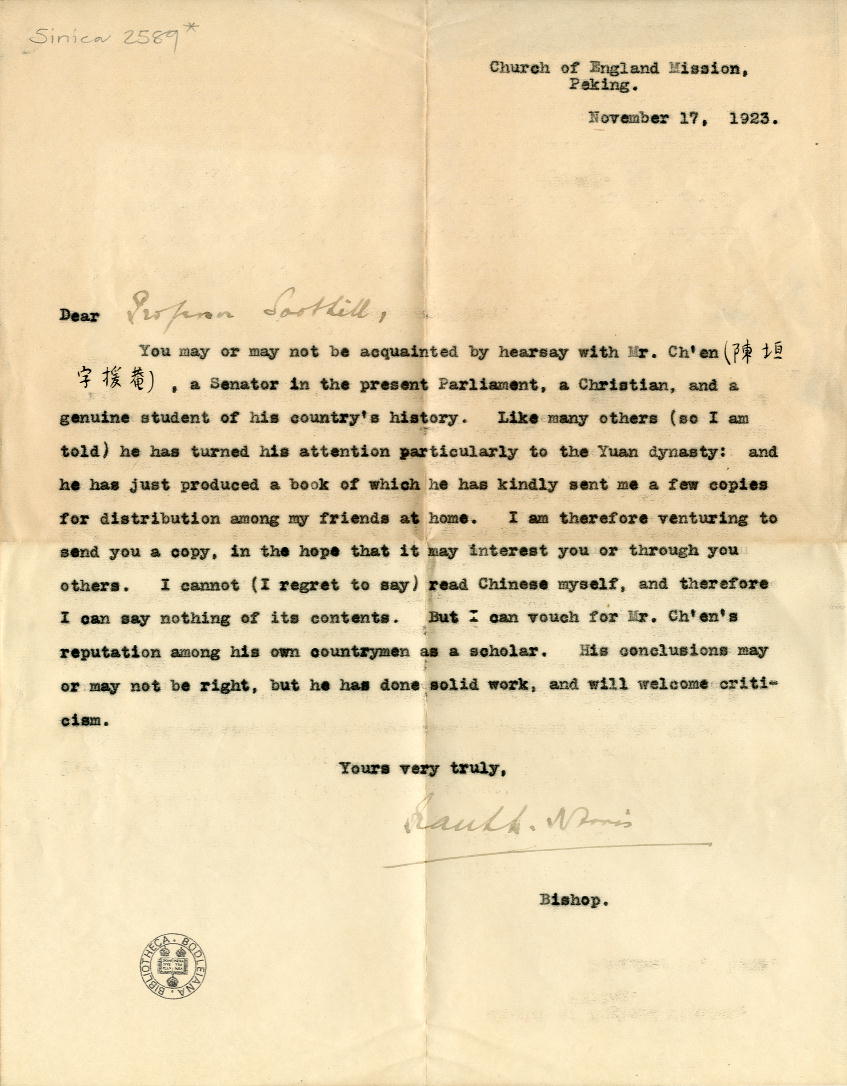 Sinica 2589*
Church of England Mission,
Peking.
November 17, 1923.
Dear Professor Soothill,
You may or may not be acquainted by hearsay with Mr. Ch'en (陳垣
字援菴), a Senator in the present Parliament, a Christian, and a
genuine student of his country's history. Like many others (so I am
told) he has turned his attention particularly to the Yuan dynasty: and
he has just produced a book of which he has kindly sent me a few copies
for distribution among my friends at home. I am therefore venturing to
send you a copy, in the hope that it may interest you or through you
others. I cannot (I regret to say) read Chinese myself, and therefore
I can say nothing of its contents. But I can vouch for Mr. Ch'en's
reputation among his own countrymen as a scholar. His conclusions may
or may not be right, but he has done solid work, and will welcome criti-
cism.
Yours very truly,
Norris
Bishop.
BIBLIOTHECA · BODLEIANA